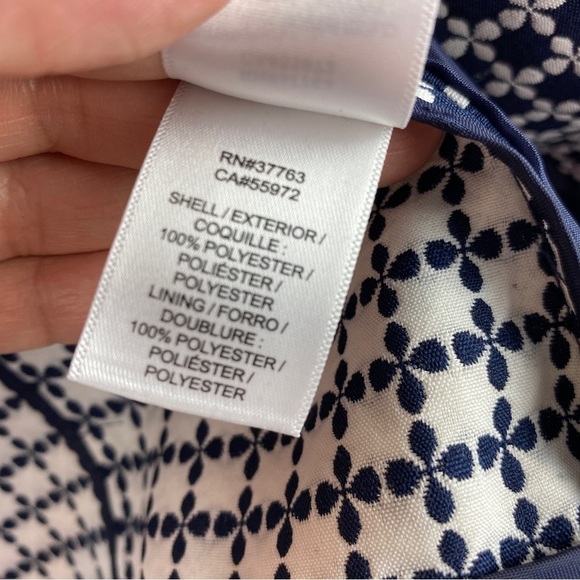 RN#37763
CA#55972
SHELL / EXTERIOR /
COQUILLE :
100% POLYESTER /
POLIÉSTER /
POLYESTER
LINING / FORRO /
DOUBLURE :
100% POLYESTER /
POLIÉSTER /
POLYESTER